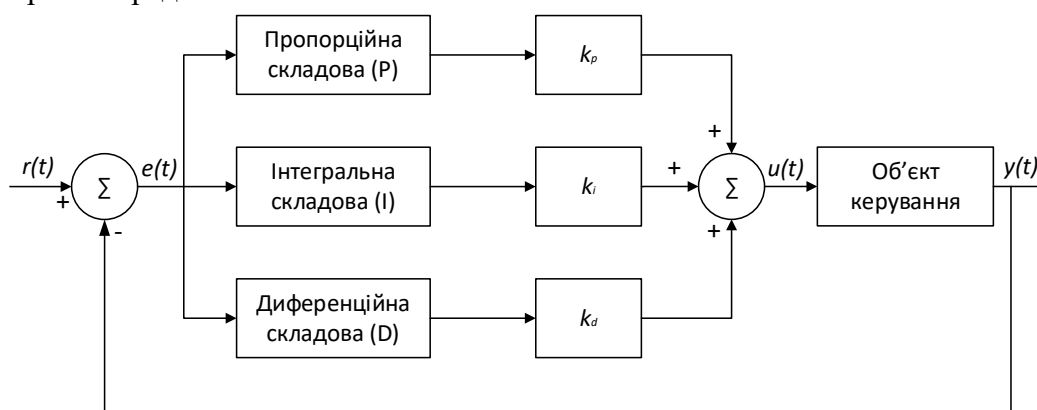 Пропорційна
складова (P)
kp
+
r(t)
+
Σ
-
e(t)
Інтегральна
складова (I)
ki
+
Σ
+
u(t)
Об’єкт
керування
y(t)
Диференційна
складова (D)
kd